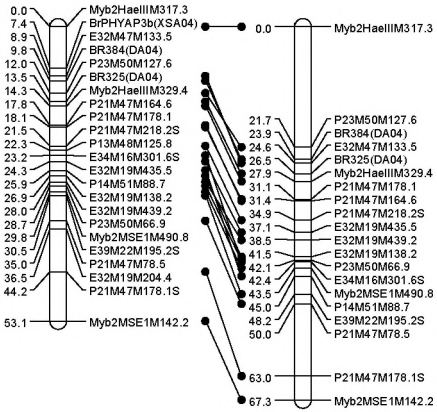 0.0 Myb2HaeIIIM317.3
7.4 BrPHYAP3b(XSA04)
8.9 E32M47M133.5
9.8 BR384(DA04)
P23M50M127.6
13.5 BR325(DA04)
14.3 Myb2HaeIIIM329.4
17.8 P21M47M164.6
18.1 P21M47M178.1
21.5 P21M47M218.2S
22.3 P13M48M125.8
23.2 E34M16M301.6S
24.3 E32M19M435.5
25.9 P14M51M88.7
26.9 E32M19M138.2
28.0 E32M19M439.2
28.7 P23M50M66.9
29.8 Myb2MSE1M490.8
30.5 E39M22M195.2S
35.0 P21M47M78.5
36.5 E32M19M204.4
44.2 P21M47M178.1S
53.1 Myb2MSE1M142.2
0.0 Myb2HaeIIIM317.3
21.7 P23M50M127.6
23.9 BR384(DA04)
24.6 E32M47M133.5
26.5 BR325(DA04)
27.9 Myb2HaeIIIM329.4
31.1 P21M47M178.1
31.4 P21M47M164.6
34.9 P21M47M218.2S
37.1 E32M19M435.5
38.5 E32M19M439.2
41.5 E32M19M138.2
42.1 P23M50M66.9
42.4 E34M16M301.6S
43.5 Myb2MSE1M490.8
45.0 P14M51M88.7
48.2 E39M22M195.2S
50.0 P21M47M78.5
63.0 P21M47M178.1S
67.3 Myb2MSE1M142.2